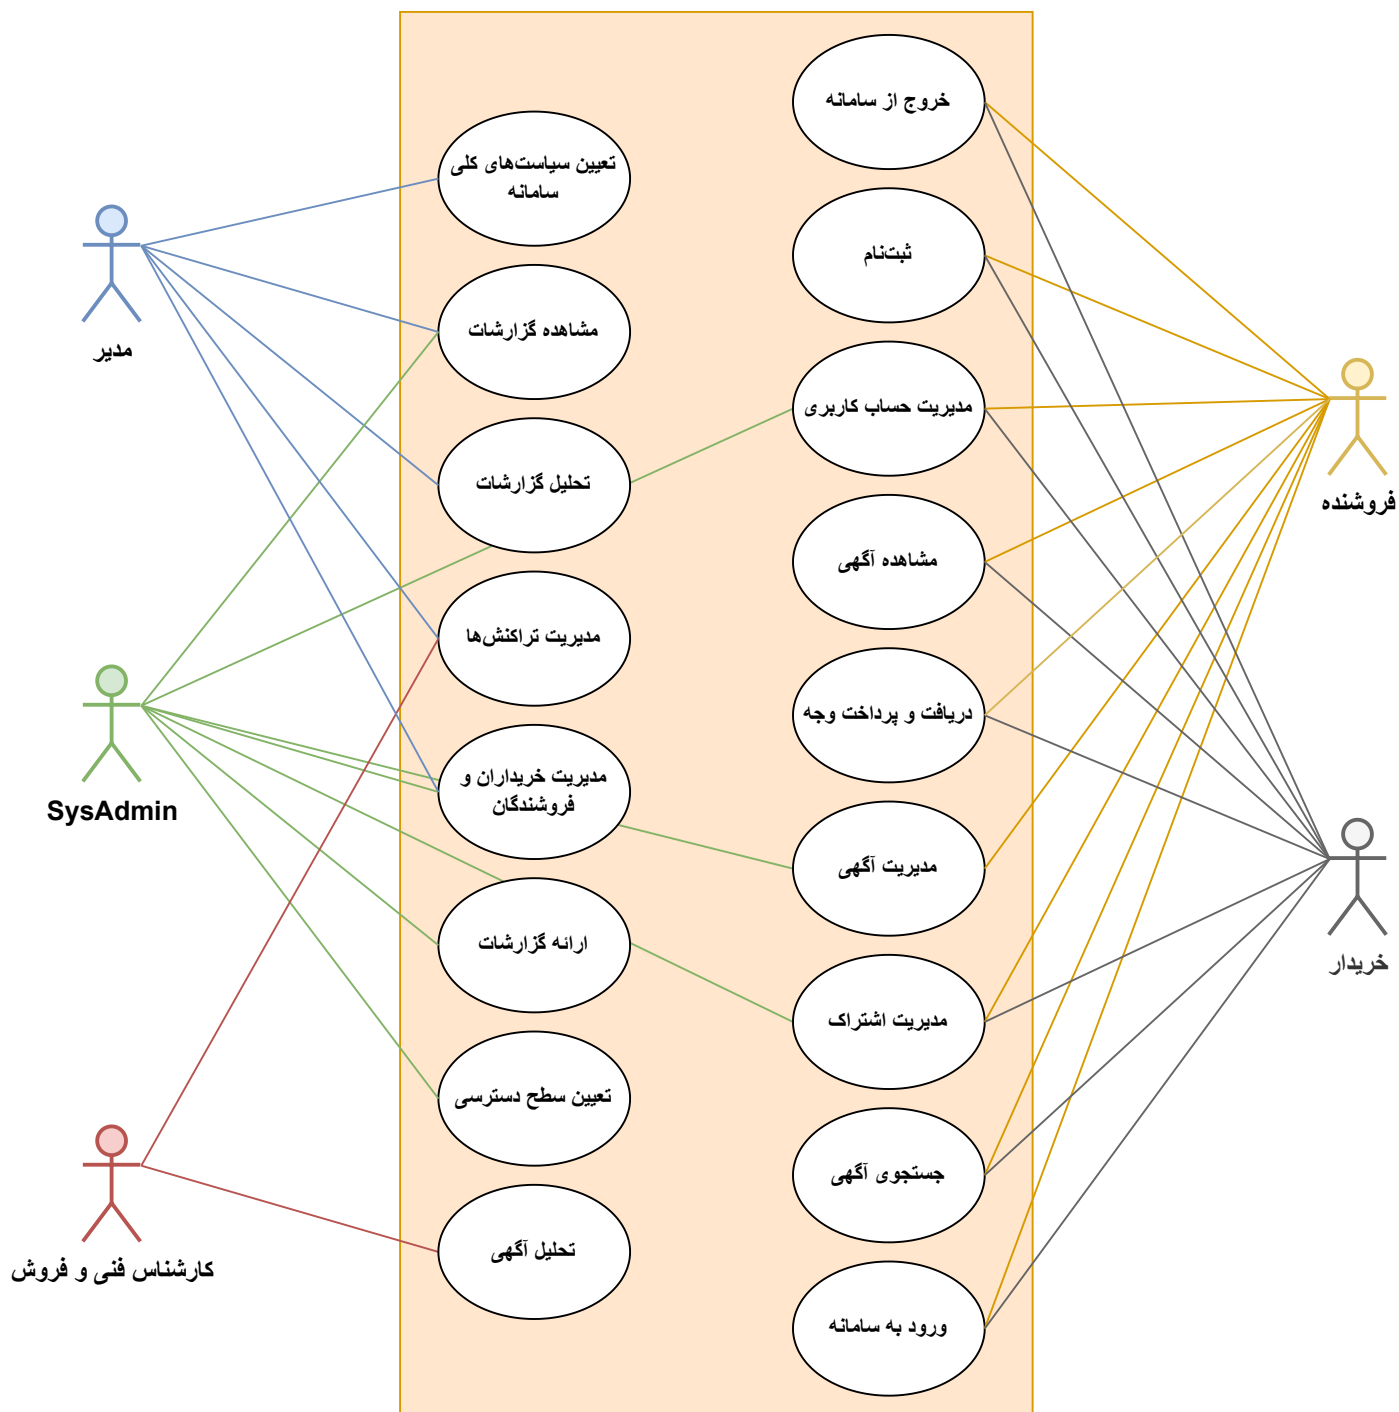 خروج از سامانه
تعیین سیاست‌های کلی
سامانه
ثبت‌نام
مشاهده گزارشات
مدیر
مدیریت حساب کاربری
تحلیل گزارشات
فروشنده
مشاهده آگهی
مدیریت تراکنش‌ها
دریافت و پرداخت وجه
مدیریت خریداران و
فروشندگان
SysAdmin
مدیریت آگهی
ارائه گزارشات
خریدار
مدیریت اشتراک
تعیین سطح دسترسی
جستجوی آگهی
تحلیل آگهی
کارشناس فنی و فروش
ورود به سامانه